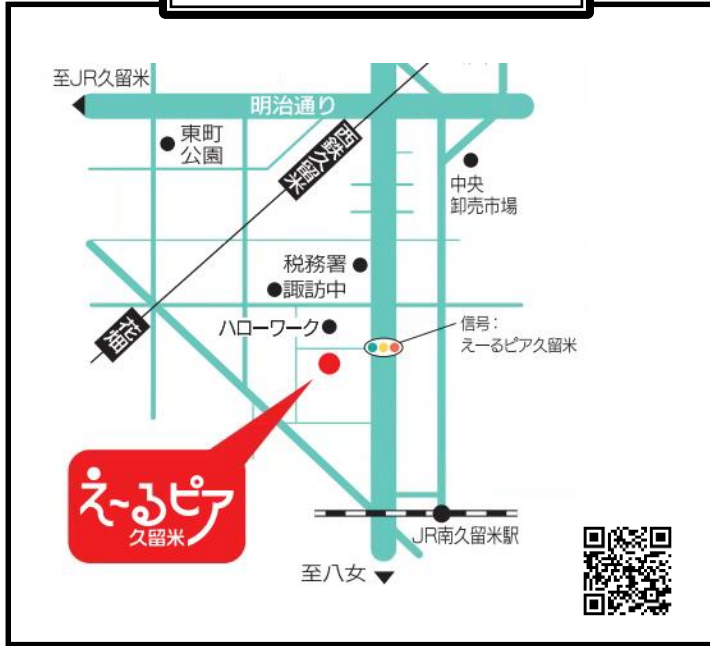 至JR久留米
明治通り
東町
公園
西鉄久留米
中央
卸売市場
税務署
諏訪中
ハローワーク
花畑
信号：
えーるピア久留米
え～るピア
久留米
JR南久留米駅
至八女